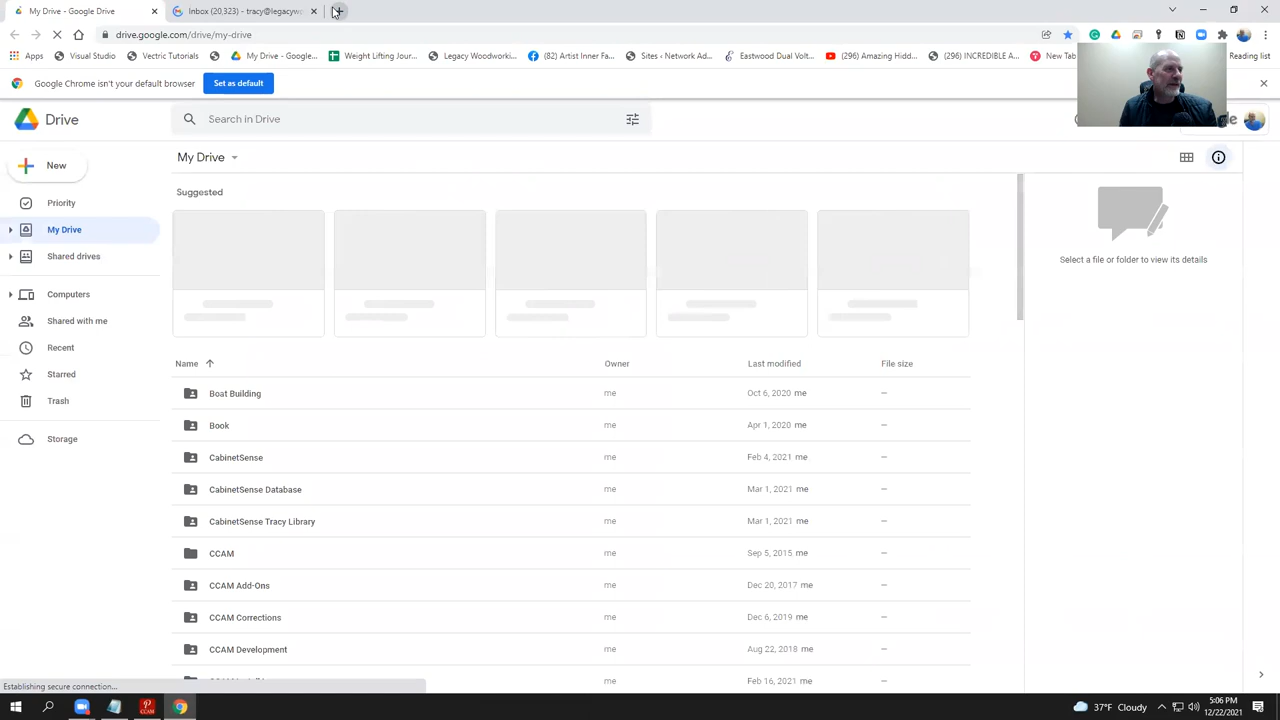 My Drive - Google Drive
Inbox (20,323) - tracy@legacyw
drive.google.com/drive/my-drive
Apps
Visual Studio
Vectric Tutorials
My Drive - Google...
Weight Lifting Jour...
Legacy Woodworki...
(82) Artist Inner Fa...
Sites ‹ Network Ad...
Eastwood Dual Volt...
(296) Amazing Hidd...
(296) INCREDIBLE A...
New Tab
Reading list
Google Chrome isn't your default browser
Set as default
Drive
Search in Drive
New
My Drive
Priority
Suggested
My Drive
Shared drives
Select a file or folder to view its details
Computers
Shared with me
Recent
Starred
Trash
Storage
Name Owner Last modified File size
Boat Building me Oct 6, 2020 me –
Book me Apr 1, 2020 me –
CabinetSense me Feb 4, 2021 me –
CabinetSense Database me Mar 1, 2021 me –
CabinetSense Tracy Library me Mar 1, 2021 me –
CCAM me Sep 5, 2015 me –
CCAM Add-Ons me Dec 20, 2017 me –
CCAM Corrections me Dec 6, 2019 me –
CCAM Development me Aug 22, 2018 me –
me Feb 16, 2021 me –
Establishing secure connection...
CCAM
37°F Cloudy
5:06 PM
12/22/2021